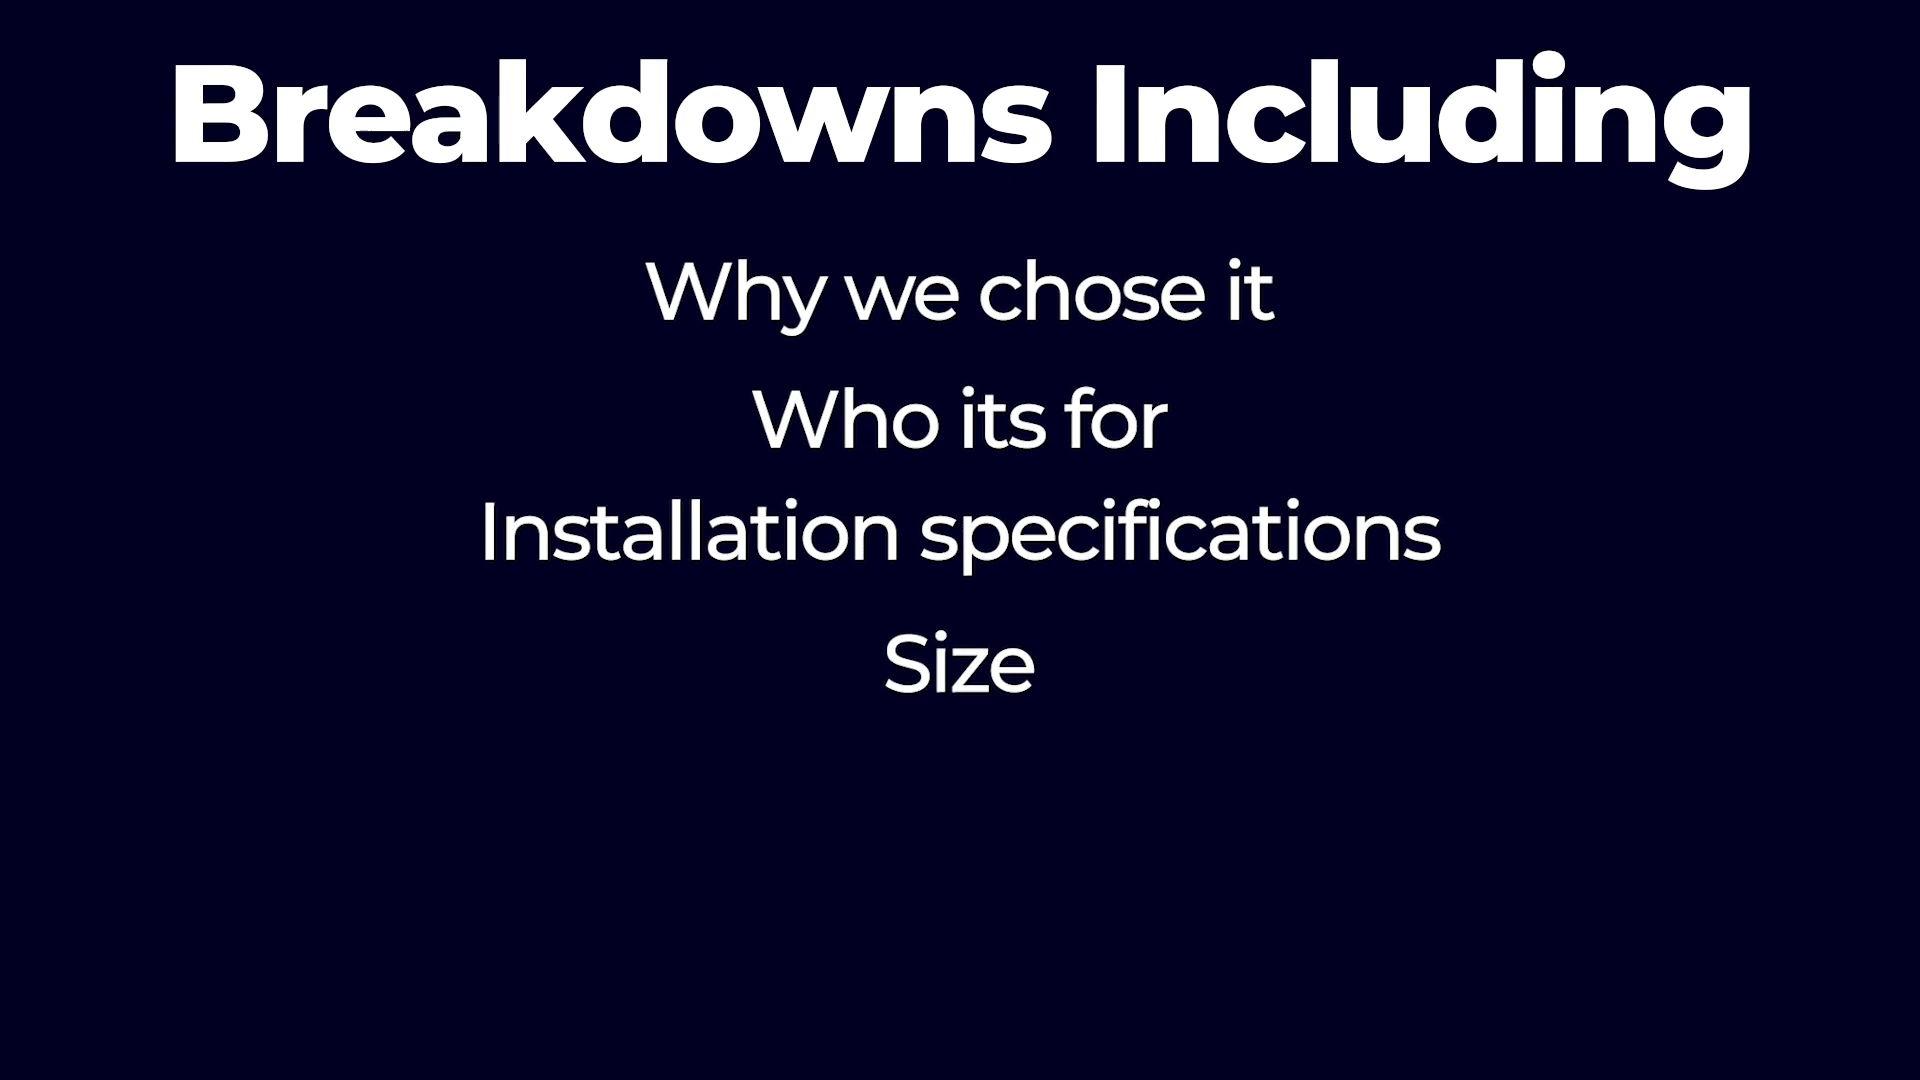 Breakdowns Including
Why we chose it
Who its for
Installation specifications
Size